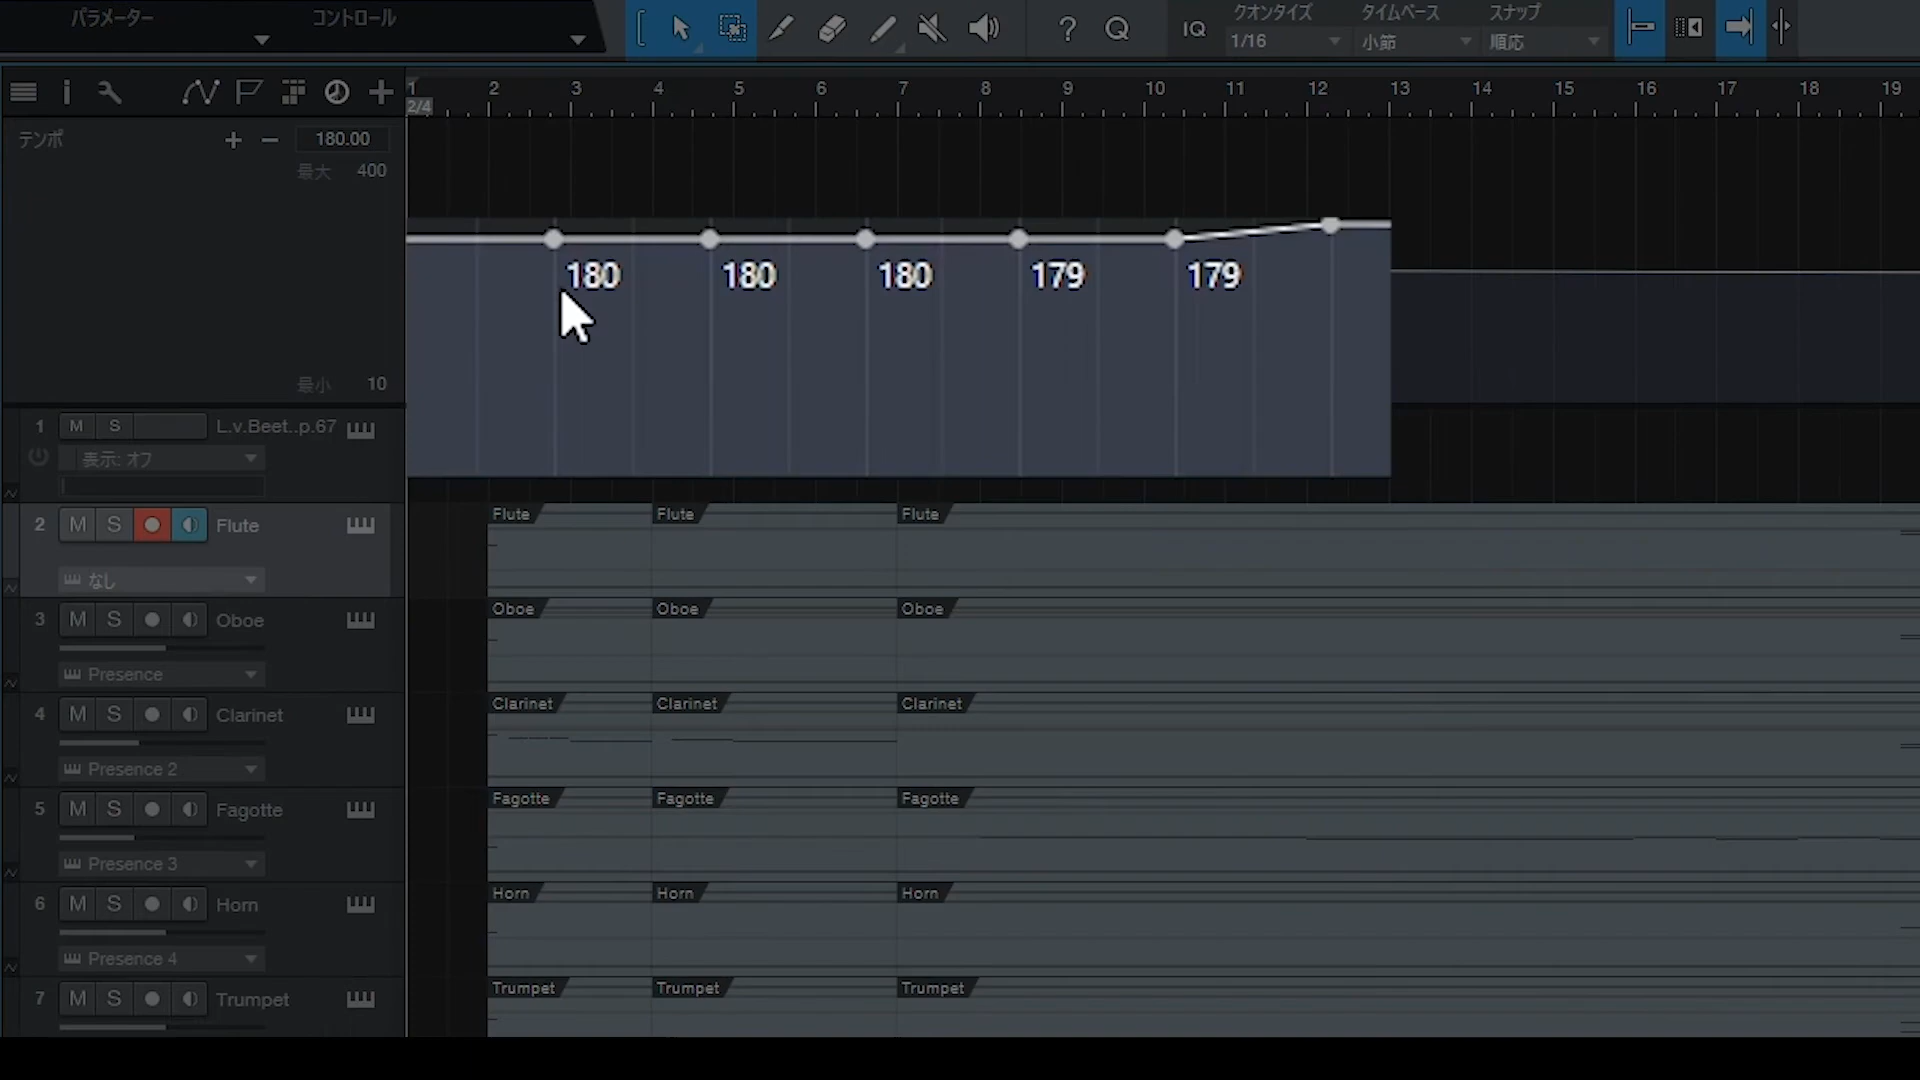 パラメーター
コントロール
クオンタイズ
タイムベース
スナップ
IQ
1/16
小節
順応
1 2 3 4 5 6 7 8 9 10 11 12 13 14 15 16 17 18 19
2/4
テンポ
+ − 180.00
最大 400
180 180 180 179 179
最小 10
1 M S L.v.Beet..p.67
表示: オフ
2 M S Flute
なし
Flute Flute Flute
3 M S Oboe
Presence
Oboe Oboe Oboe
4 M S Clarinet
Presence 2
Clarinet Clarinet Clarinet
5 M S Fagotte
Presence 3
Fagotte Fagotte Fagotte
6 M S Horn
Presence 4
Horn Horn Horn
7 M S Trumpet
Trumpet Trumpet Trumpet